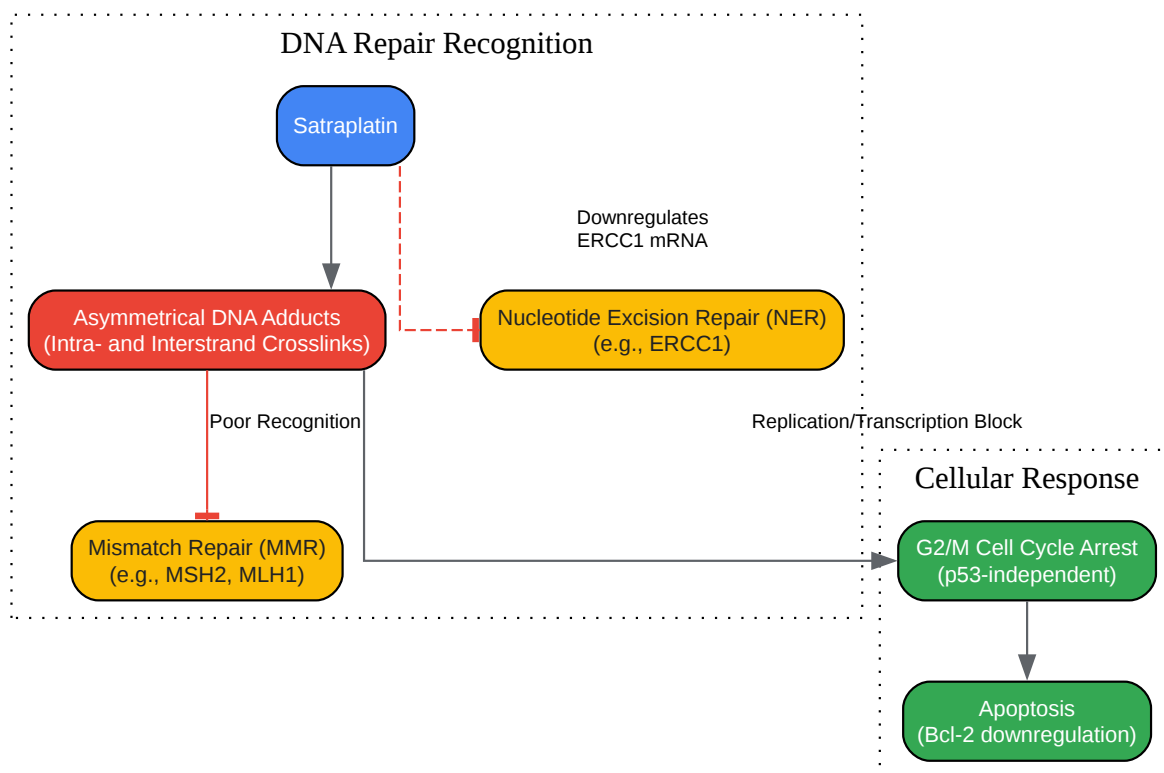 DNA Repair Recognition
Satraplatin
Downregulates
ERCC1 mRNA
Asymmetrical DNA Adducts
(Intra- and Interstrand Crosslinks)
Nucleotide Excision Repair (NER)
(e.g., ERCC1)
Poor Recognition
Replication/Transcription Block
Cellular Response
Mismatch Repair (MMR)
(e.g., MSH2, MLH1)
G2/M Cell Cycle Arrest
(p53-independent)
Apoptosis
(Bcl-2 downregulation)